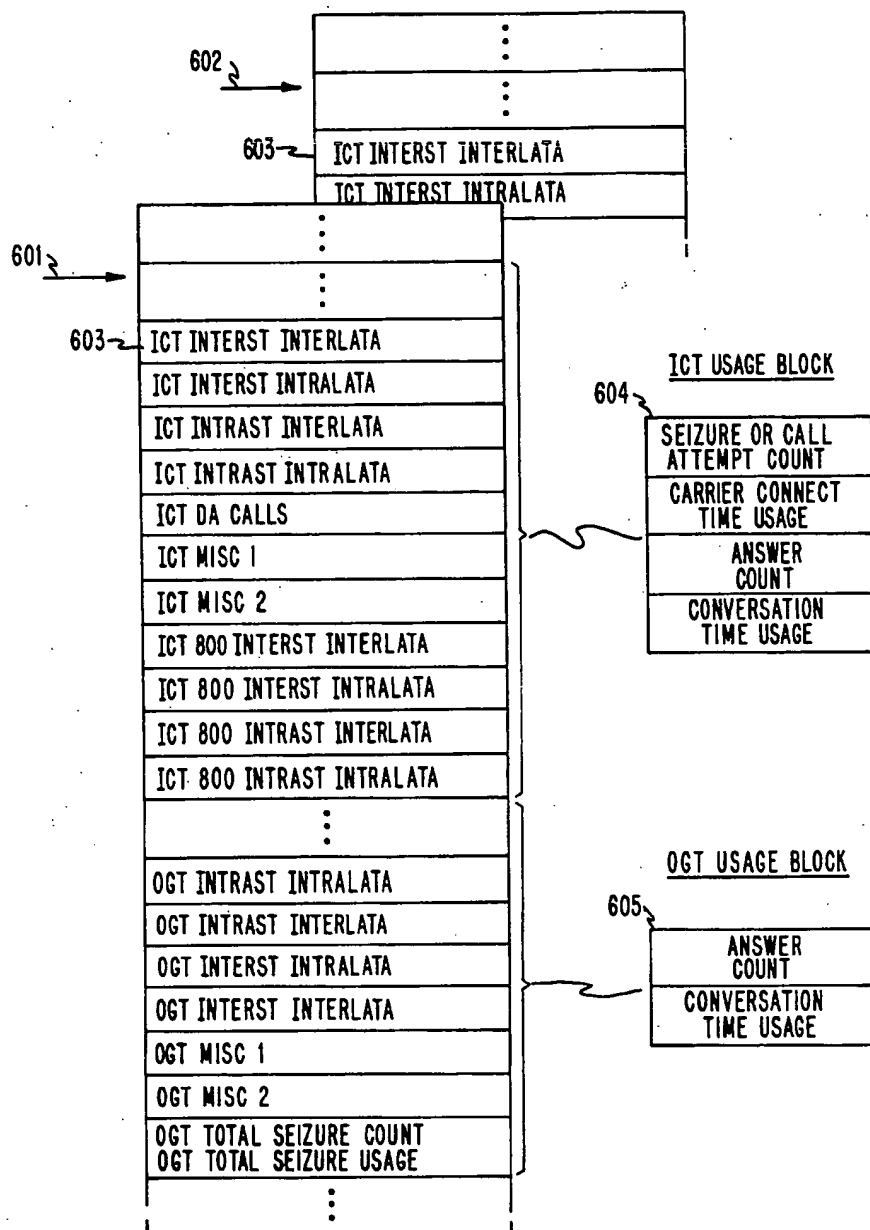 602
603
ICT INTERST INTERLATA
ICT INTERST INTRALATA
601
603
ICT INTERST INTERLATA
ICT INTERST INTRALATA
ICT INTRAST INTERLATA
ICT INTRAST INTRALATA
ICT DA CALLS
ICT MISC 1
ICT MISC 2
ICT 800 INTERST INTERLATA
ICT 800 INTERST INTRALATA
ICT 800 INTRAST INTERLATA
ICT 800 INTRAST INTRALATA
OGT INTRAST INTRALATA
OGT INTRAST INTERLATA
OGT INTERST INTRALATA
OGT INTERST INTERLATA
OGT MISC 1
OGT MISC 2
OGT TOTAL SEIZURE COUNT
OGT TOTAL SEIZURE USAGE
ICT USAGE BLOCK
604
SEIZURE OR CALL
ATTEMPT COUNT
CARRIER CONNECT
TIME USAGE
ANSWER
COUNT
CONVERSATION
TIME USAGE
OGT USAGE BLOCK
605
ANSWER
COUNT
CONVERSATION
TIME USAGE